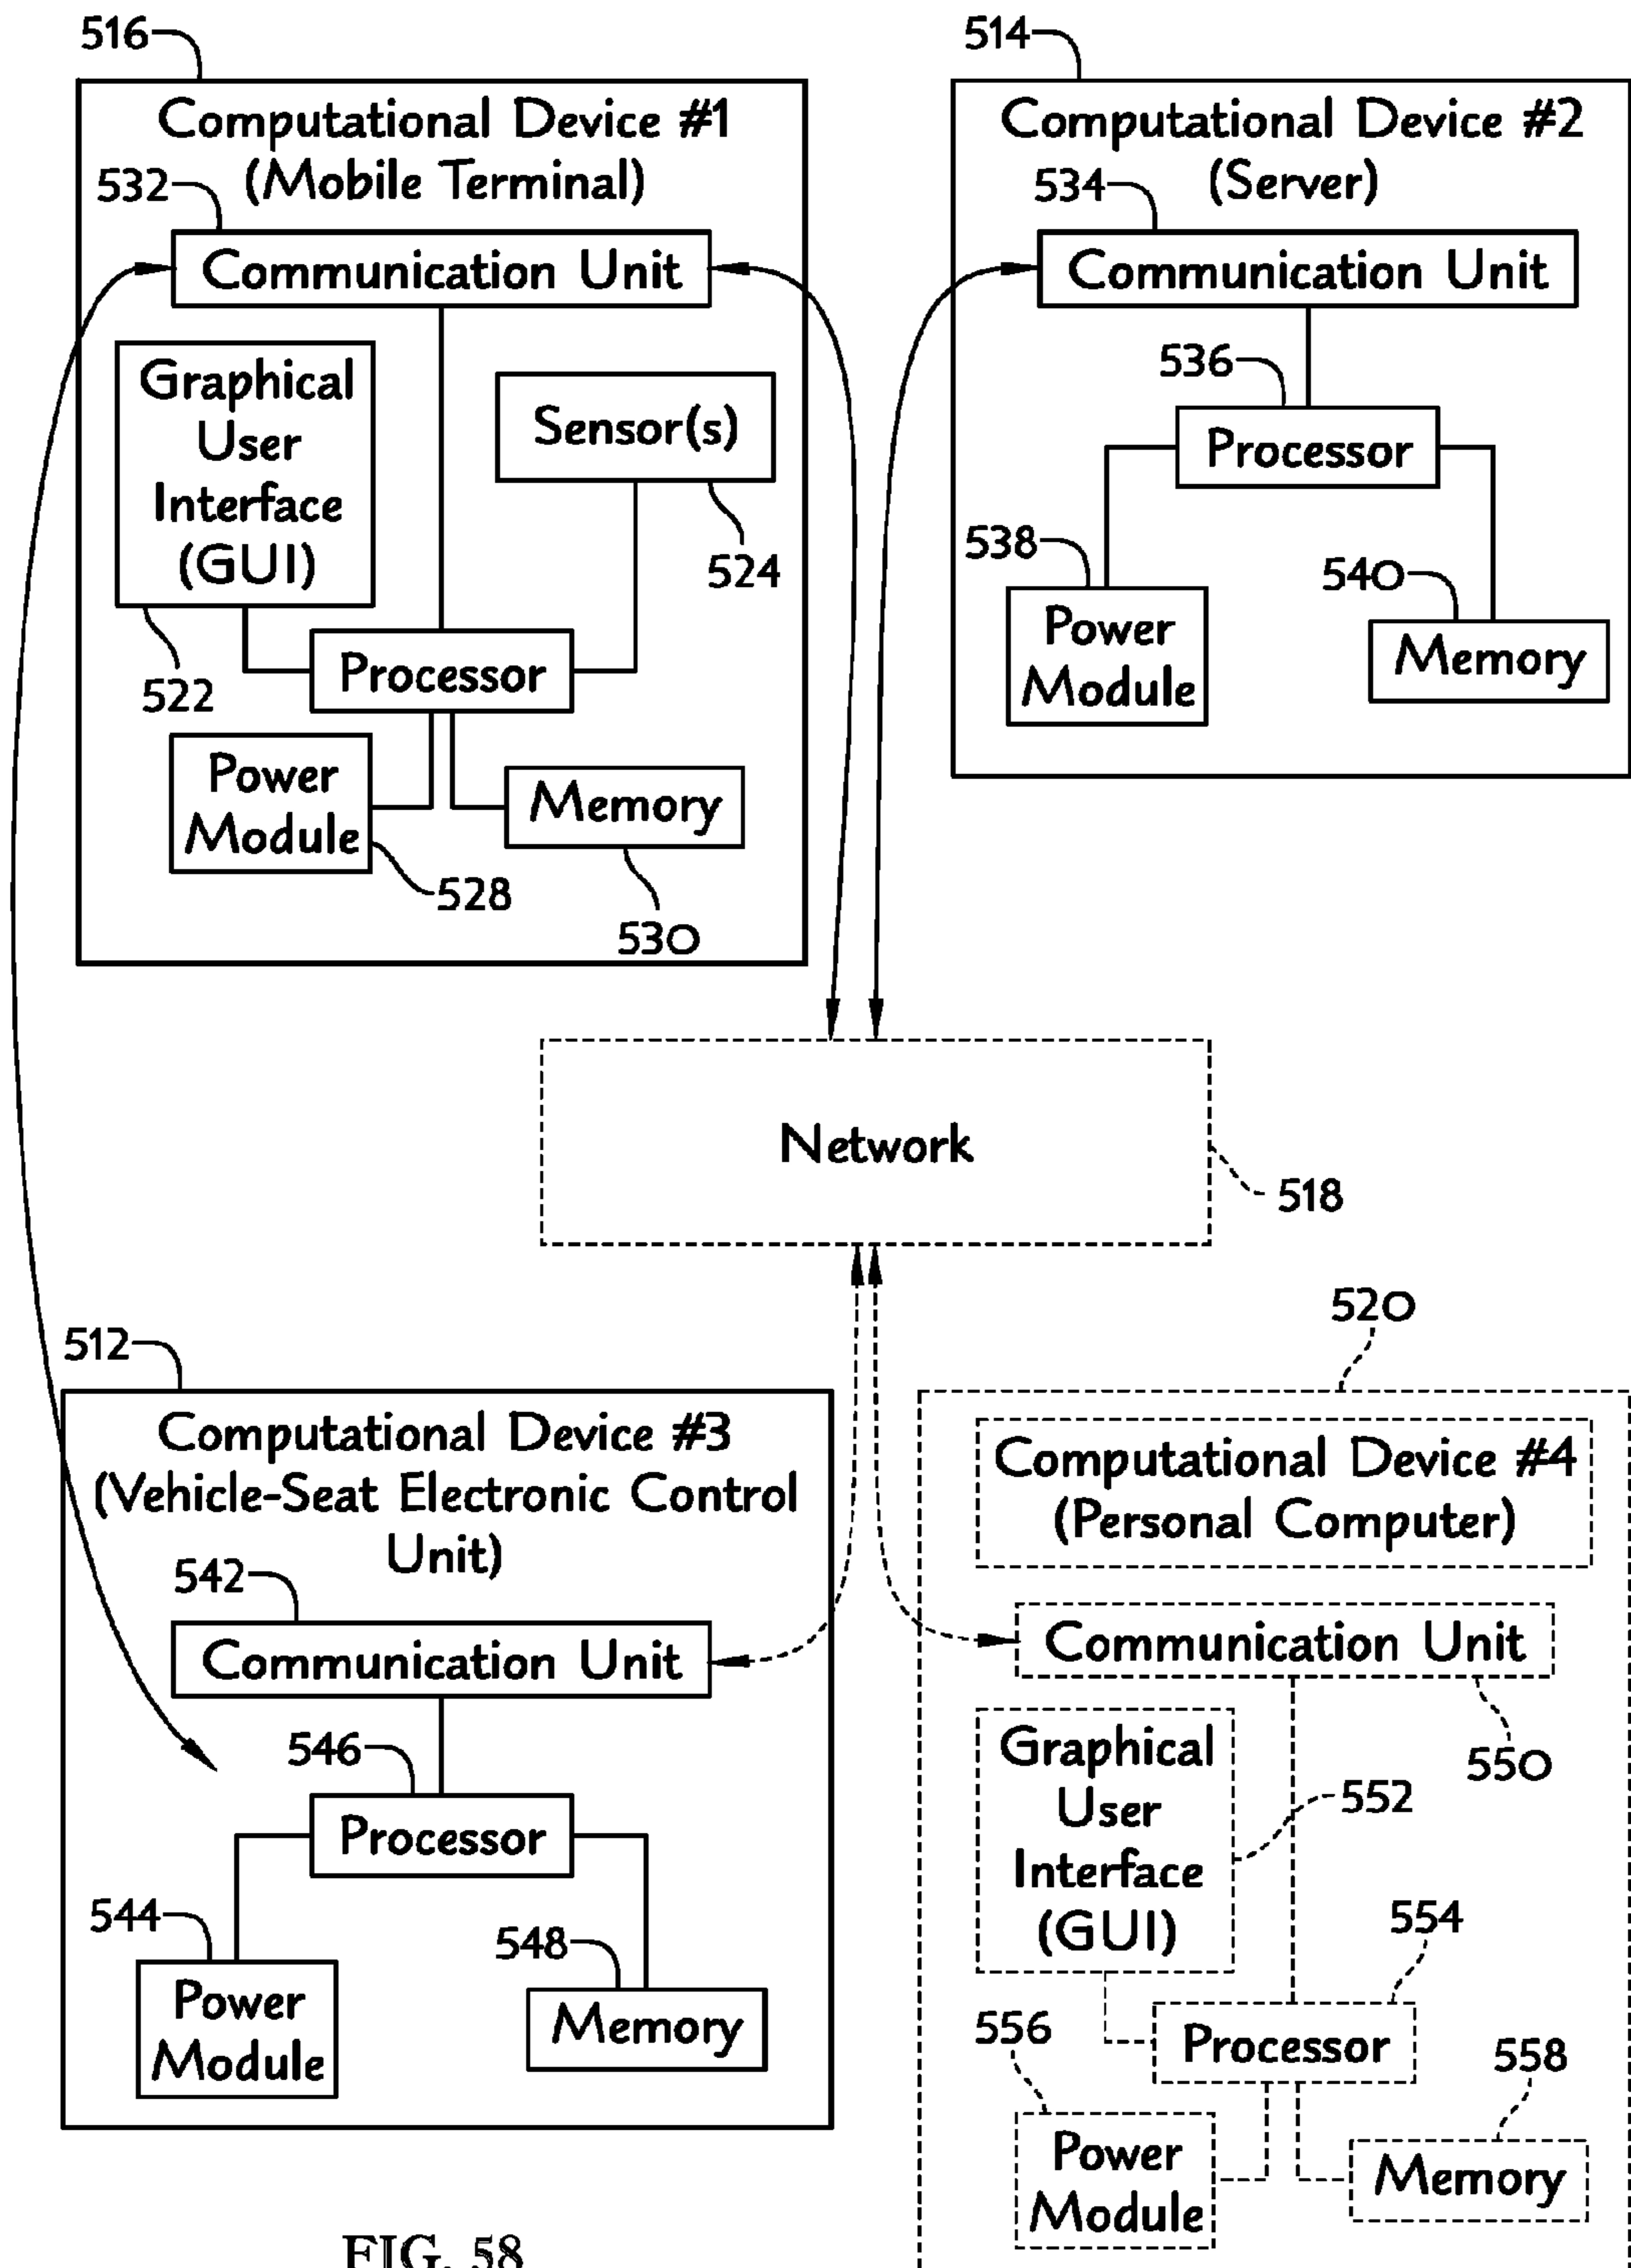 516
Computational Device #1
(Mobile Terminal)
532
Communication Unit
Graphical
User
Interface
(GUI)
522
Sensor(s)
524
Processor
Power
Module
528
Memory
530
514
Computational Device #2
(Server)
534
Communication Unit
536
Processor
538
Power
Module
540
Memory
Network
518
512
Computational Device #3
(Vehicle-Seat Electronic Control
Unit)
542
Communication Unit
546
Processor
544
Power
Module
548
Memory
520
Computational Device #4
(Personal Computer)
Communication Unit
550
Graphical
User
Interface
(GUI)
552
554
Processor
556
Power
Module
558
Memory
FIG. 58